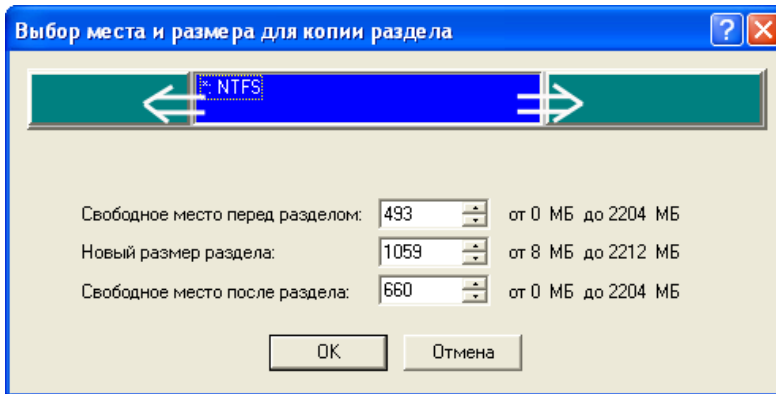 Выбор места и размера для копии раздела
*: NTFS
Свободное место перед разделом: 493 от 0 МБ до 2204 МБ
Новый размер раздела: 1059 от 8 МБ до 2212 МБ
Свободное место после раздела: 660 от 0 МБ до 2204 МБ
OK Отмена